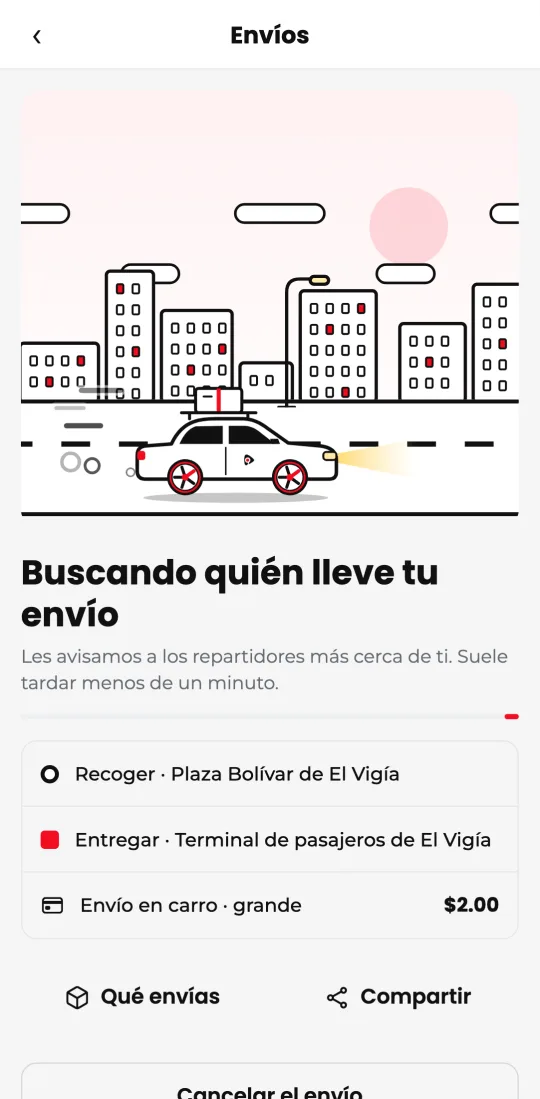 Envíos
Buscando quién lleve tu
envío
Les avisamos a los repartidores más cerca de ti. Suele
tardar menos de un minuto.
Recoger · Plaza Bolívar de El Vigía
Entregar · Terminal de pasajeros de El Vigía
Envío en carro · grande $2.00
Qué envías Compartir
Cancelar el envío